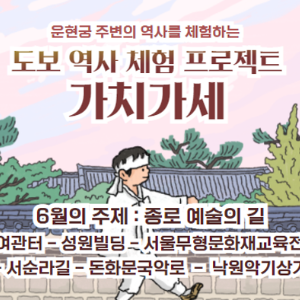 운현궁 주변의 역사를 체험하는
도보 역사 체험 프로젝트
가치가세
6월의 주제 : 종로 예술의 길
여관터 – 성원빌딩 – 서울무형문화재교육전
서순라길 – 돈화문국악로 – 낙원악기상가